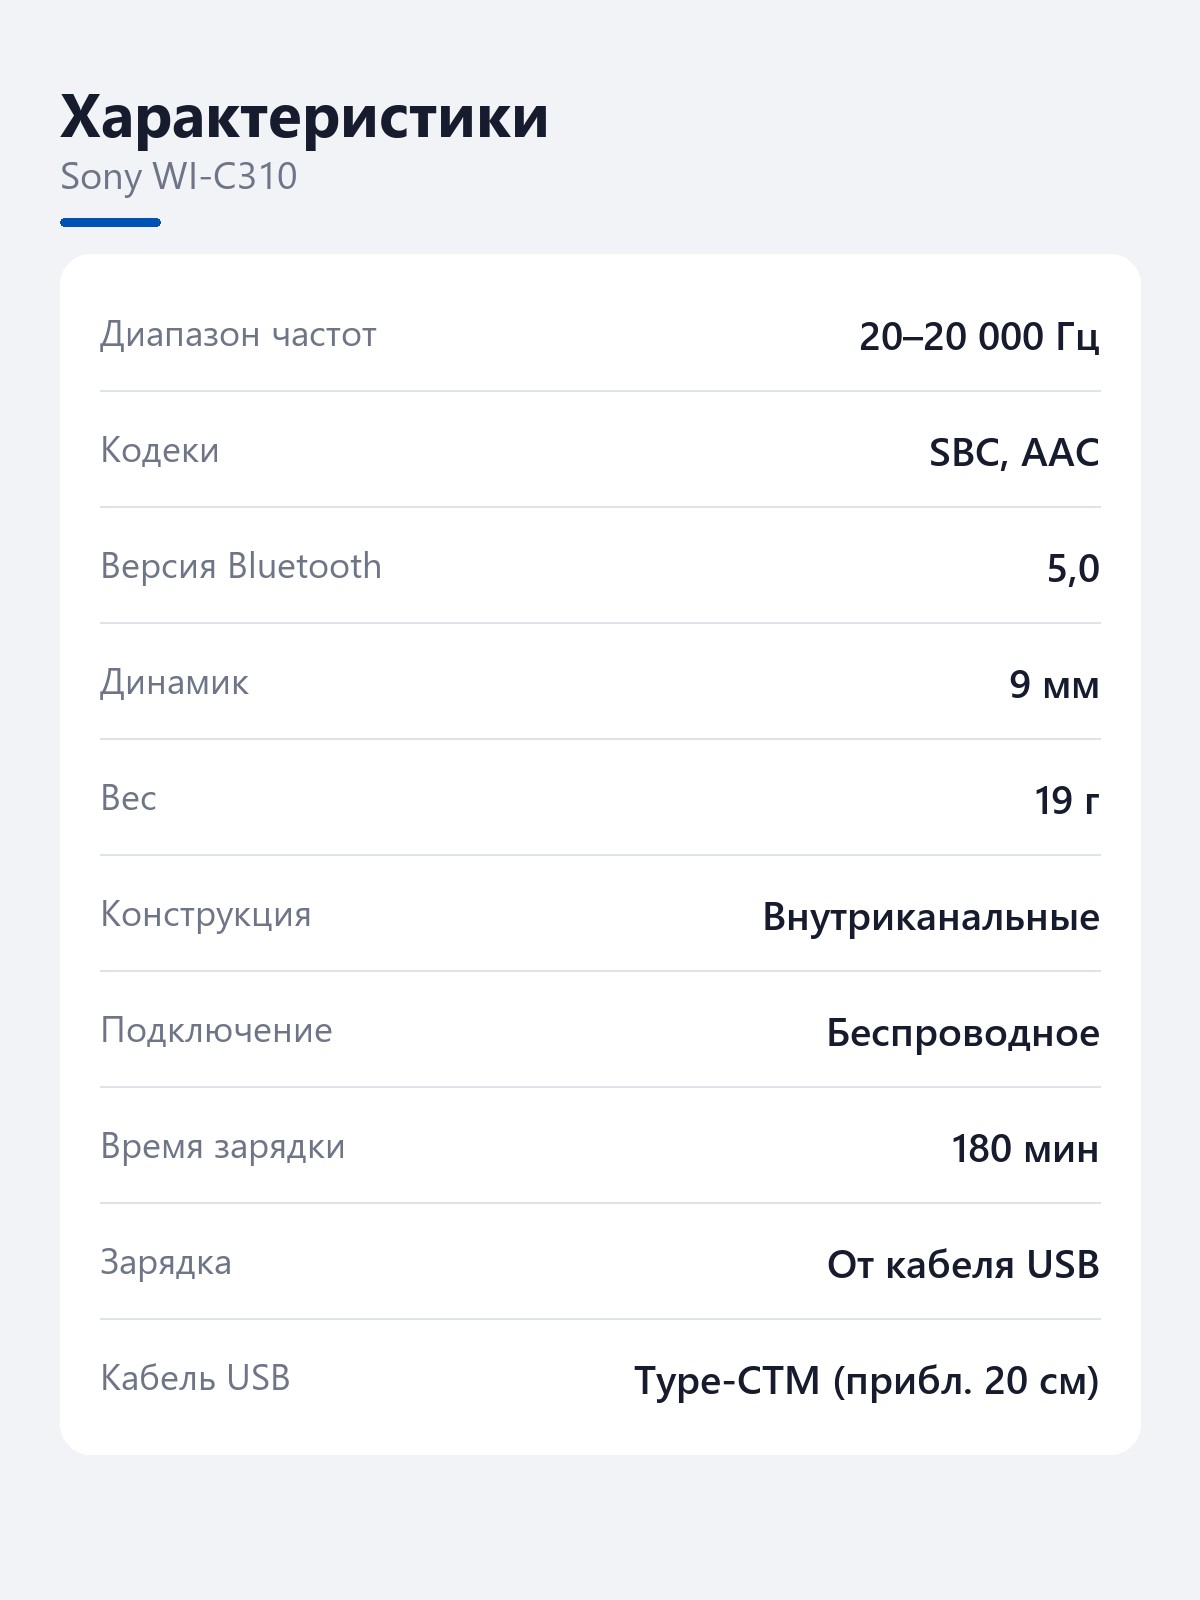 Характеристики
Sony WI-C310
Диапазон частот 20–20 000 Гц
Кодеки SBC, AAC
Версия Bluetooth 5,0
Динамик 9 мм
Вес 19 г
Конструкция Внутриканальные
Подключение Беспроводное
Время зарядки 180 мин
Зарядка От кабеля USB
Кабель USB Type-CTM (прибл. 20 см)